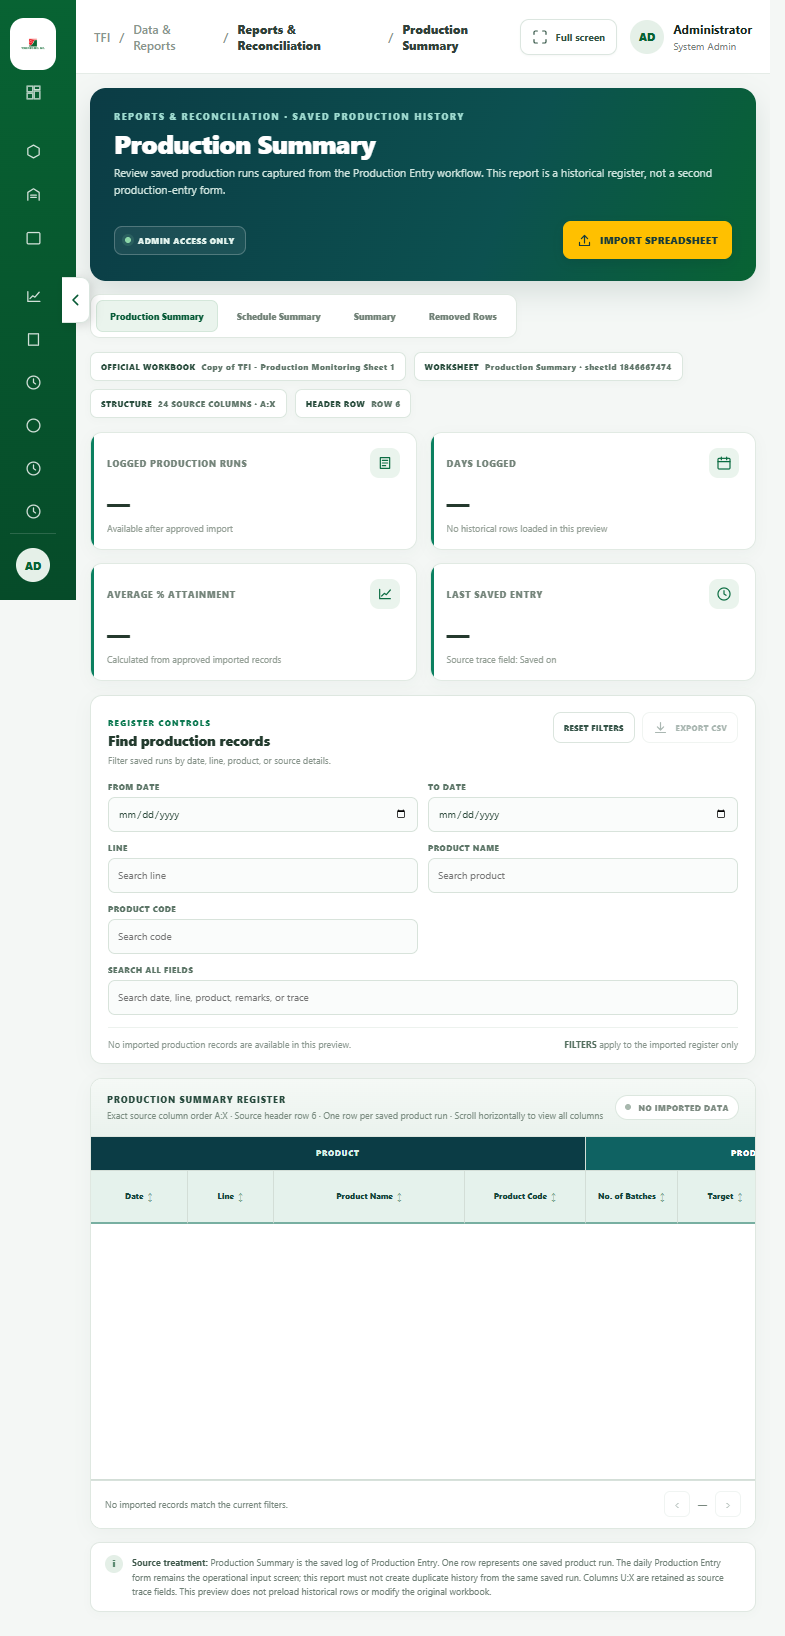 TFI / Data & Reports / Reports & Reconciliation / Production Summary
Full screen
AD
Administrator
System Admin
REPORTS & RECONCILIATION • SAVED PRODUCTION HISTORY
Production Summary
Review saved production runs captured from the Production Entry workflow. This report is a historical register, not a second
production-entry form.
ADMIN ACCESS ONLY
IMPORT SPREADSHEET
Production Summary
Schedule Summary
Summary
Removed Rows
OFFICIAL WORKBOOK Copy of TFI - Production Monitoring Sheet 1
WORKSHEET Production Summary • sheetId 1846667474
STRUCTURE 24 SOURCE COLUMNS • A:X
HEADER ROW ROW 6
LOGGED PRODUCTION RUNS
—
Available after approved import
DAYS LOGGED
—
No historical rows loaded in this preview
AVERAGE % ATTAINMENT
—
Calculated from approved imported records
LAST SAVED ENTRY
—
Source trace field: Saved on
REGISTER CONTROLS
Find production records
Filter saved runs by date, line, product, or source details.
RESET FILTERS
EXPORT CSV
FROM DATE
mm/dd/yyyy
TO DATE
mm/dd/yyyy
LINE
Search line
PRODUCT NAME
Search product
PRODUCT CODE
Search code
SEARCH ALL FIELDS
Search date, line, product, remarks, or trace
No imported production records are available in this preview.
FILTERS apply to the imported register only
PRODUCTION SUMMARY REGISTER
Exact source column order A:X · Source header row 6 · One row per saved product run · Scroll horizontally to view all columns
NO IMPORTED DATA
PRODUCT
PROD
Date
Line
Product Name
Product Code
No. of Batches
Target
No imported records match the current filters.
‹ — ›
AD
i
Source treatment: Production Summary is the saved log of Production Entry. One row represents one saved product run. The daily Production Entry
form remains the operational input screen; this report must not create duplicate history from the same saved run. Columns U:X are retained as source
trace fields. This preview does not preload historical rows or modify the original workbook.